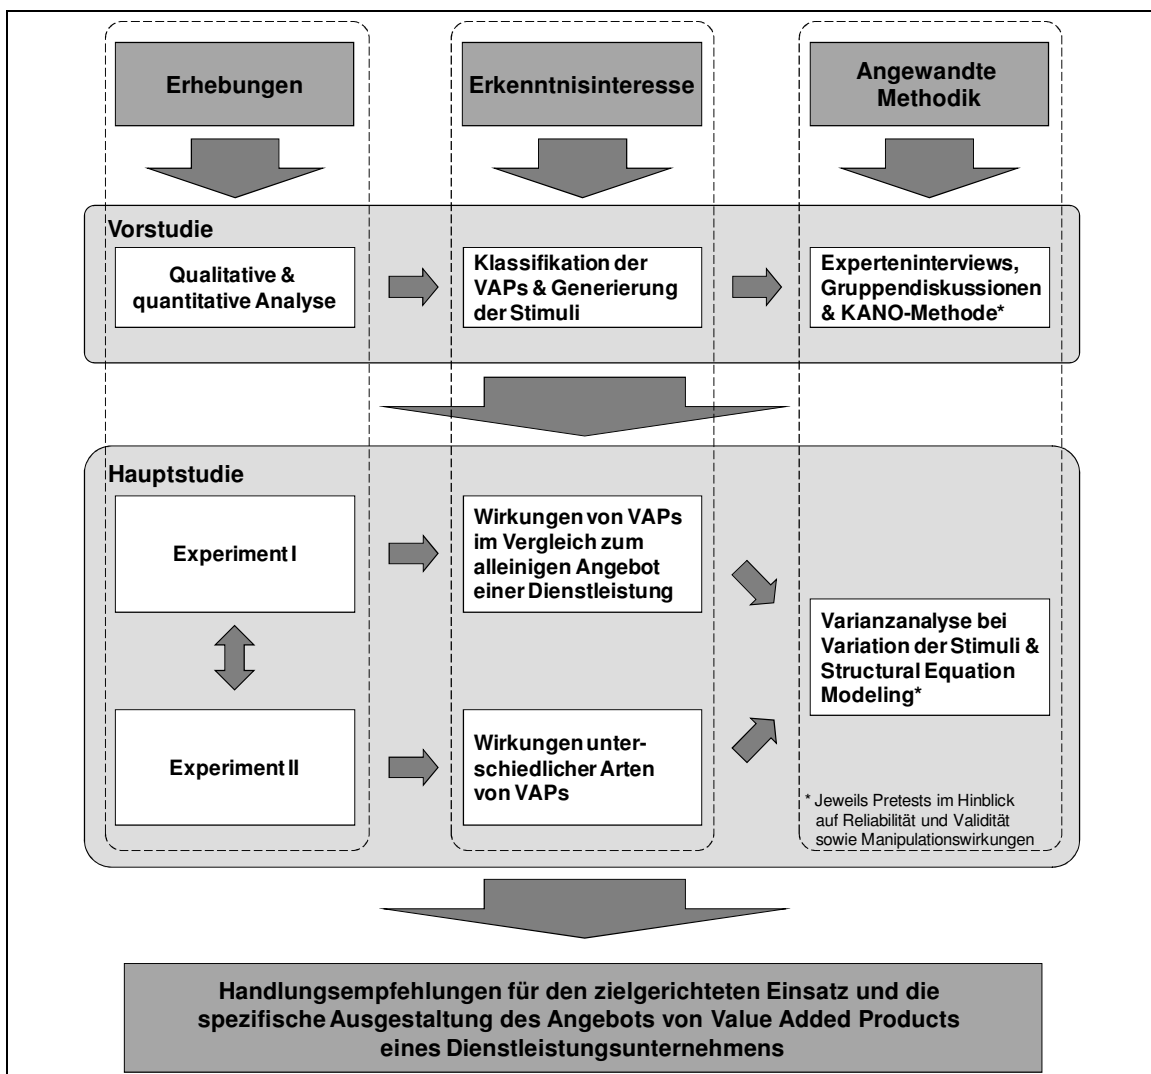 Erhebungen
Erkenntnisinteresse
Angewandte
Methodik
Vorstudie
Qualitative &
quantitative Analyse
Klassifikation der
VAPs & Generierung
der Stimuli
Experteninterviews,
Gruppendiskussionen
& KANO-Methode*
Hauptstudie
Experiment I
Wirkungen von VAPs
im Vergleich zum
alleinigen Angebot
einer Dienstleistung
Experiment II
Wirkungen unter-
schiedlicher Arten
von VAPs
Varianzanalyse bei
Variation der Stimuli &
Structural Equation
Modeling*
* Jeweils Pretests im Hinblick
auf Reliabilität und Validität
sowie Manipulationswirkungen
Handlungsempfehlungen für den zielgerichteten Einsatz und die
spezifische Ausgestaltung des Angebots von Value Added Products
eines Dienstleistungsunternehmens